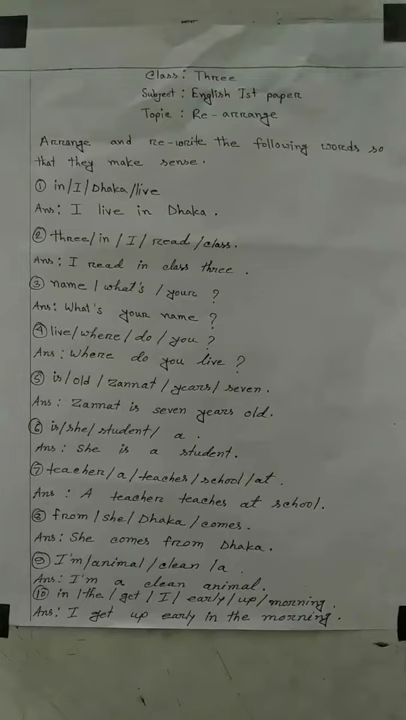 Class: Three
Subject: English Ist paper
Topic: Re-arrange
Arrange and re-write the following words so
that they make sense.
① in/I/Dhaka/live
Ans: I live in Dhaka.
② three/in/I/read/class.
Ans: I read in class three.
③ name/what's/your?
Ans: What's your name?
④ live/where/do/you?
Ans: Where do you live?
⑤ is/old/Zannat/years/seven.
Ans: Zannat is seven years old.
⑥ is/she/student/a.
Ans: She is a student.
⑦ teacher/a/teaches/school/at.
Ans: A teacher teaches at school.
⑧ from/she/Dhaka/comes.
Ans: She comes from Dhaka.
⑨ I'm/animal/clean/a
Ans: I'm a clean animal.
⑩ in/the/get/I/early/up/morning.
Ans: I get up early in the morning.